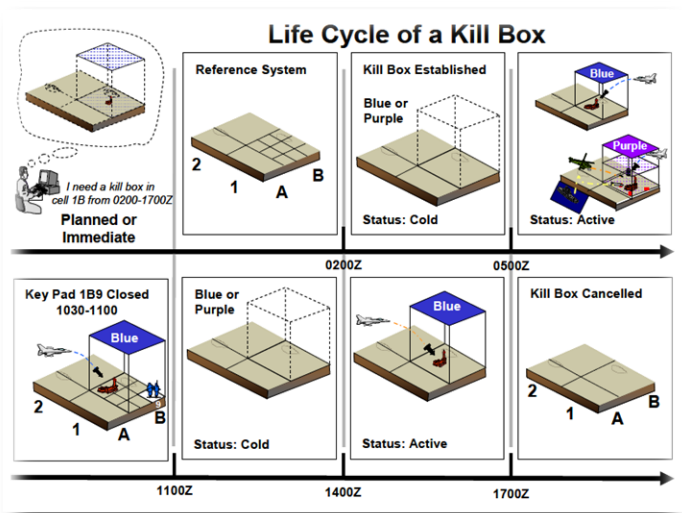 Life Cycle of a Kill Box
I need a kill box in
cell 1B from 0200-1700Z
Planned or
Immediate
Reference System
2
1
A
B
Kill Box Established
Blue or
Purple
Status: Cold
Blue
Purple
Status: Active
0200Z
0500Z
Key Pad 1B9 Closed
1030-1100
Blue
2
1
A
B
9
Blue or
Purple
Status: Cold
Blue
Status: Active
Kill Box Cancelled
2
1
A
B
1100Z
1400Z
1700Z